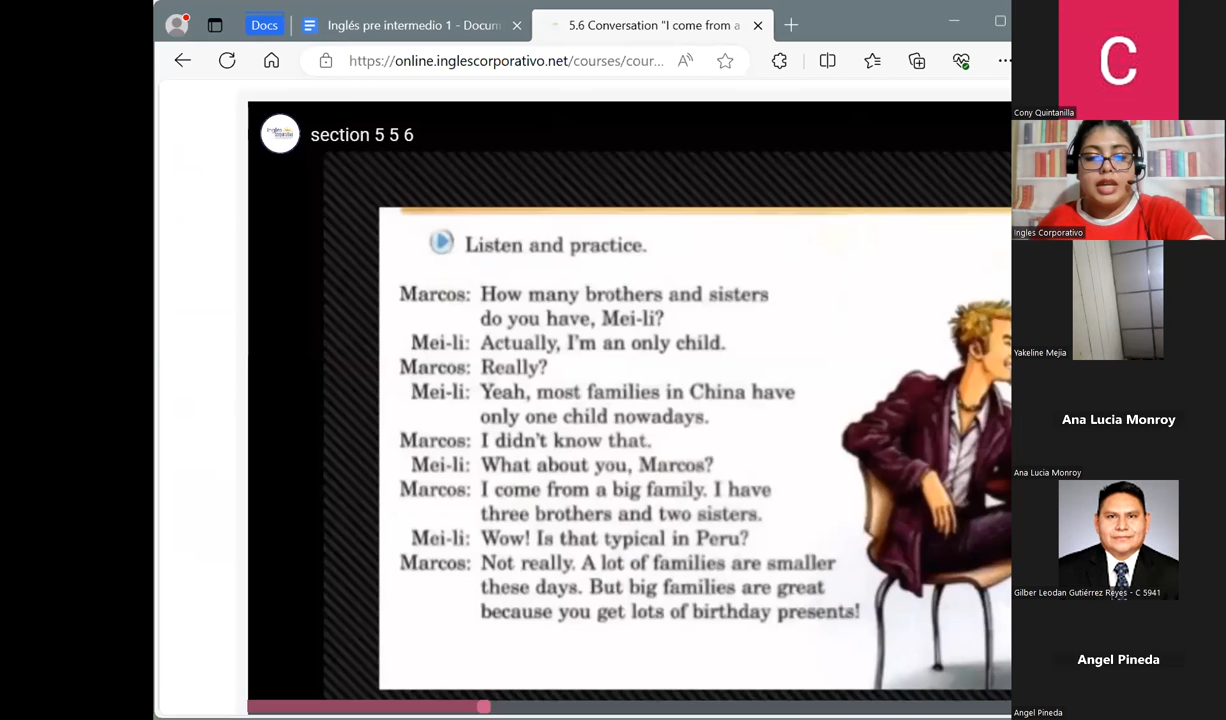 Docs
Inglés pre intermedio 1 - Docum
5.6 Conversation "I come from a
https://online.inglescorporativo.net/courses/cour...
section 5 5 6
Listen and practice.
Marcos: How many brothers and sisters
do you have, Mei-li?
Mei-li: Actually, I'm an only child.
Marcos: Really?
Mei-li: Yeah, most families in China have
only one child nowadays.
Marcos: I didn't know that.
Mei-li: What about you, Marcos?
Marcos: I come from a big family. I have
three brothers and two sisters.
Mei-li: Wow! Is that typical in Peru?
Marcos: Not really. A lot of families are smaller
these days. But big families are great
because you get lots of birthday presents!
C
Cony Quintanilla
Ingles Corporativo
Yakeline Mejia
Ana Lucia Monroy
Ana Lucia Monroy
Gilber Leodan Gutiérrez Reyes - C 5941
Angel Pineda
Angel Pineda